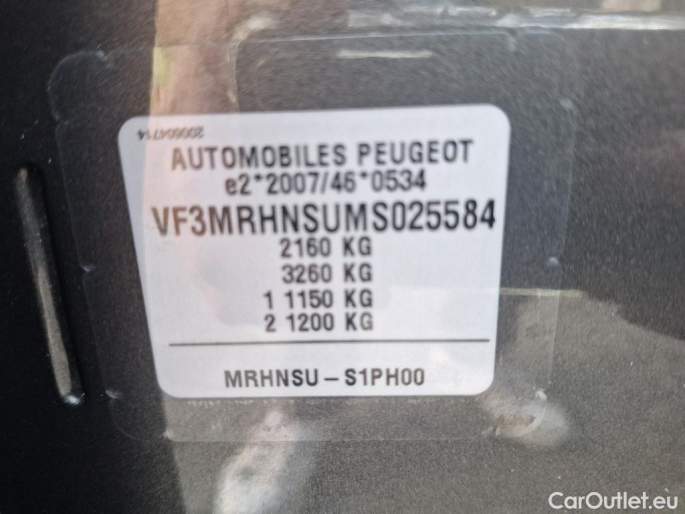 200604714
AUTOMOBILES PEUGEOT
e2*2007/46*0534
VF3MRHNSUMS025584
2160 KG
3260 KG
1 1150 KG
2 1200 KG
MRHNSU – S1PH00
CarOutlet.eu